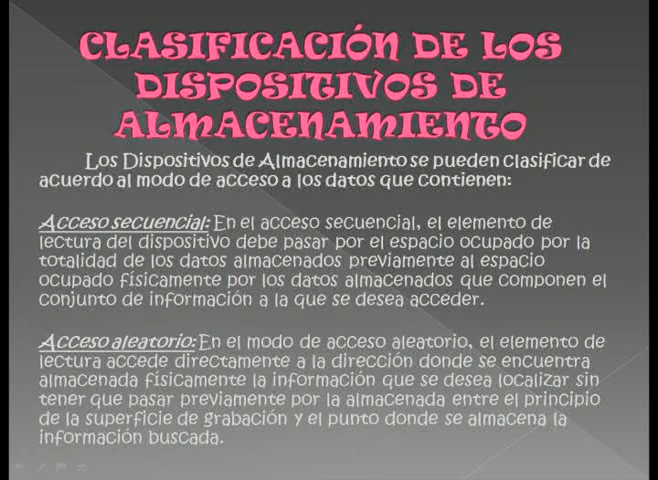 CLASIFICACIÓN DE LOS
DISPOSITIVOS DE
ALMACENAMIENTO
Los Dispositivos de Almacenamiento se pueden clasificar de
acuerdo al modo de acceso a los datos que contienen:
Acceso secuencial: En el acceso secuencial, el elemento de
lectura del dispositivo debe pasar por el espacio ocupado por la
totalidad de los datos almacenados previamente al espacio
ocupado físicamente por los datos almacenados que componen el
conjunto de información a la que se desea acceder.
Acceso aleatorio: En el modo de acceso aleatorio, el elemento de
lectura accede directamente a la dirección donde se encuentra
almacenada físicamente la información que se desea localizar sin
tener que pasar previamente por la almacenada entre el principio
de la superficie de grabación y el punto donde se almacena la
información buscada.